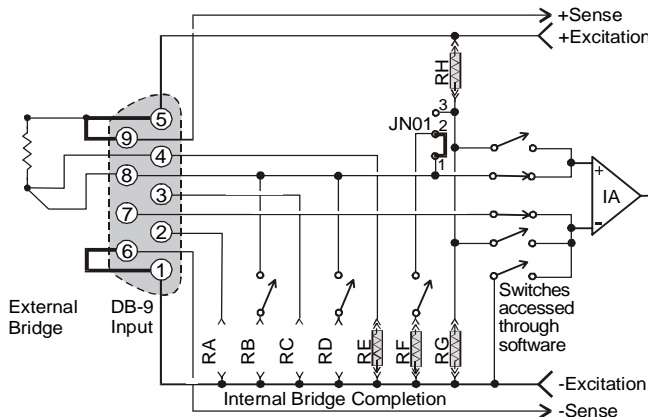 +Sense
+Excitation
RH
3
JN01
2
1
5
9
4
8
3
7
2
6
1
+
IA
-
External
Bridge
DB-9
Input
RA
RB
RC
RD
RE
RF
RG
Switches
accessed
through
software
Internal Bridge Completion
-Excitation
-Sense